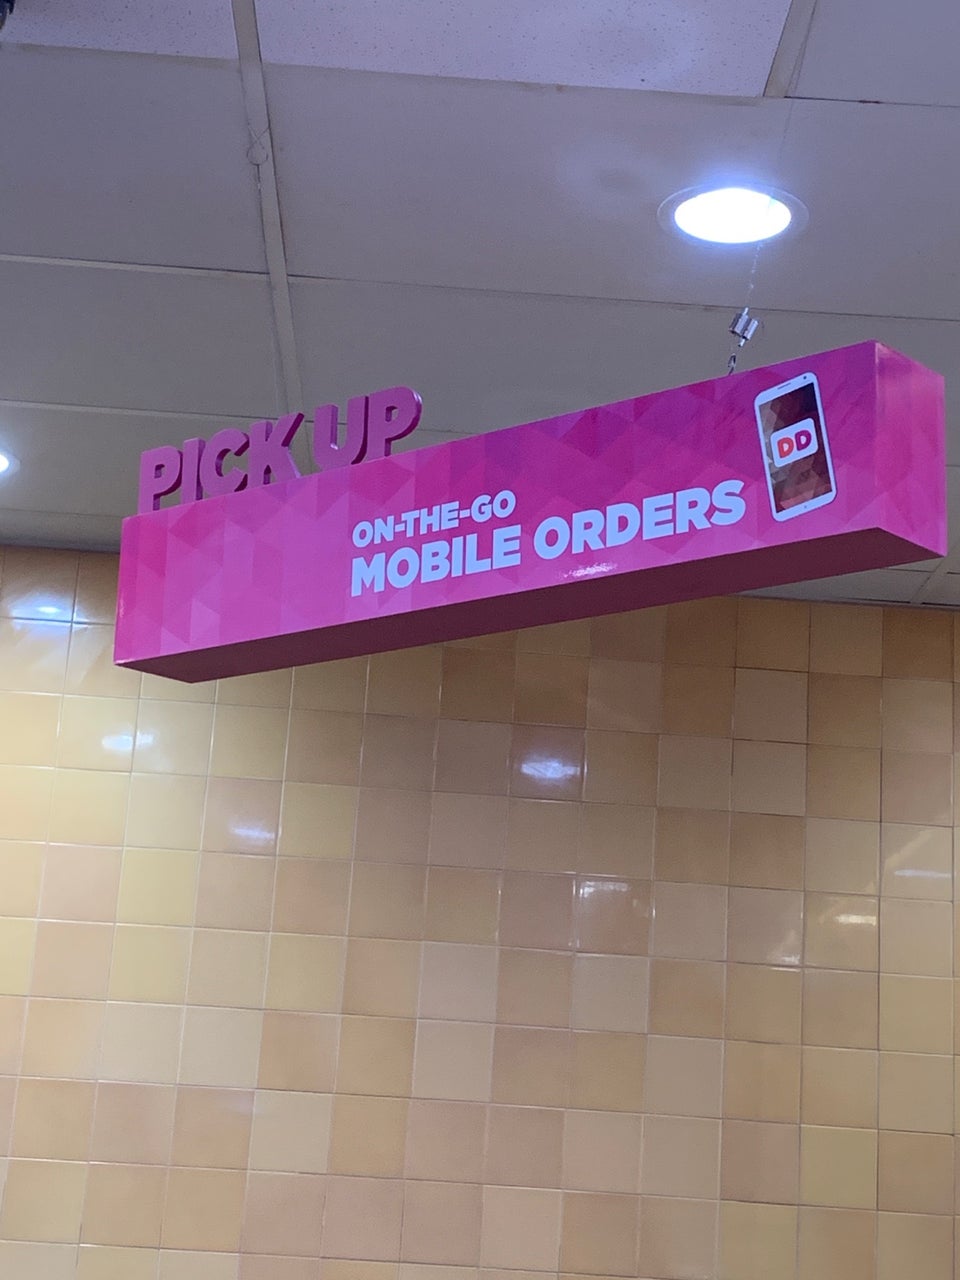 PICK UP
ON-THE-GO
MOBILE ORDERS
DD